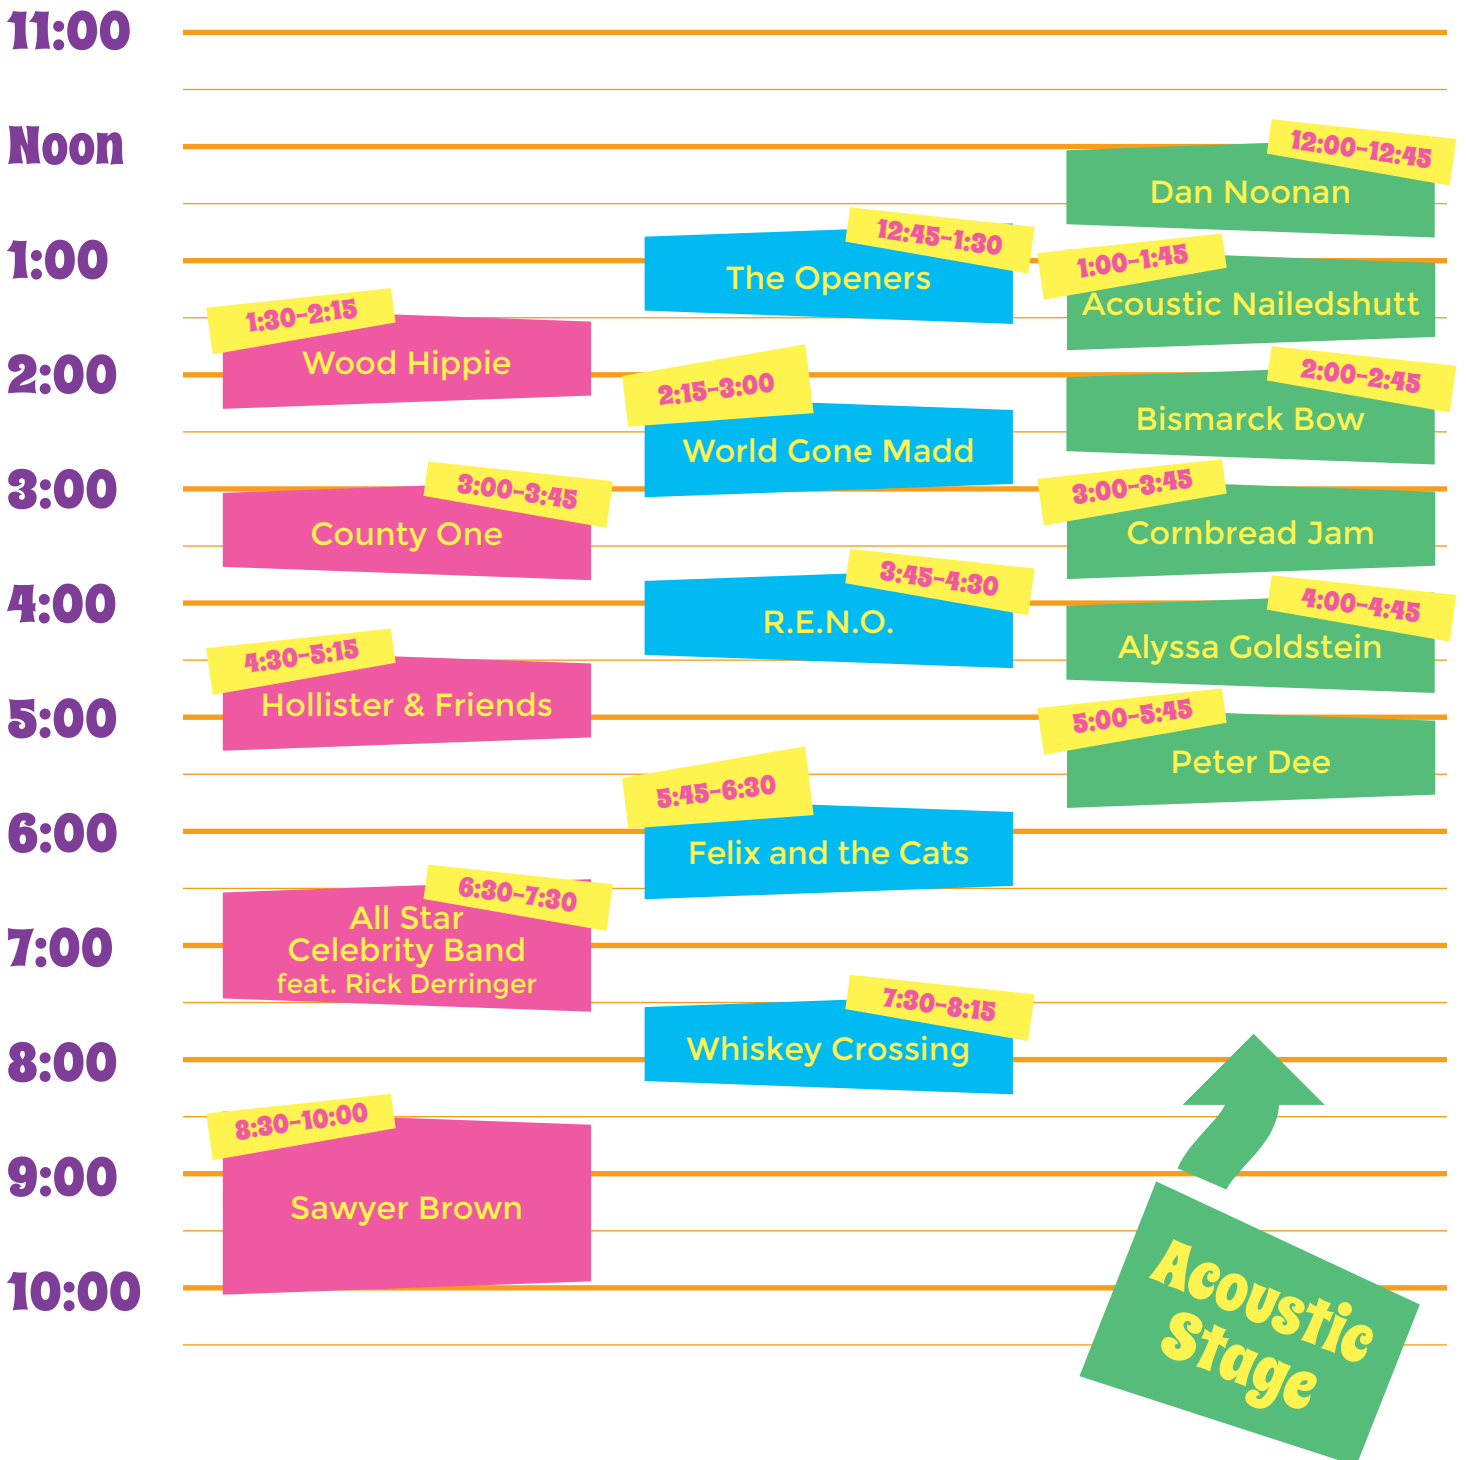 11:00
Noon
12:00-12:45
Dan Noonan
12:45-1:30
The Openers
1:00
1:00-1:45
Acoustic Nailedshutt
1:30-2:15
Wood Hippie
2:00
2:00-2:45
Bismarck Bow
2:15-3:00
World Gone Madd
3:00
3:00-3:45
County One
3:00-3:45
Cornbread Jam
3:45-4:30
R.E.N.O.
4:00
4:00-4:45
Alyssa Goldstein
4:30-5:15
Hollister & Friends
5:00
5:00-5:45
Peter Dee
5:45-6:30
Felix and the Cats
6:00
6:30-7:30
All Star
Celebrity Band
feat. Rick Derringer
7:00
7:30-8:15
Whiskey Crossing
8:00
8:30-10:00
Sawyer Brown
9:00
10:00
Acoustic
Stage